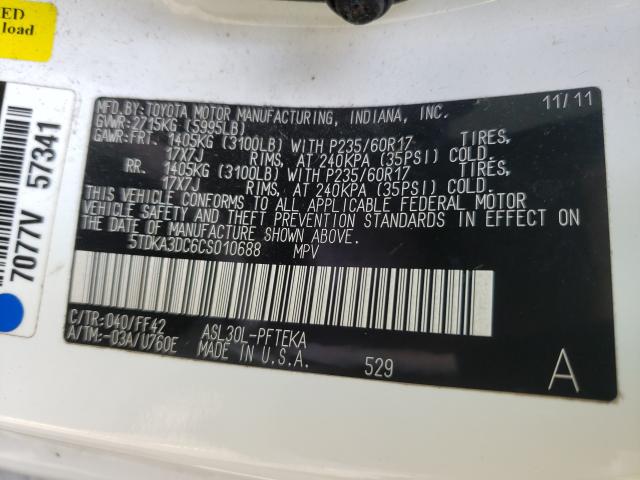 ED
load
7077V 57341
MFD. BY: TOYOTA MOTOR MANUFACTURING, INDIANA, INC. 11/11
GVWR: 2715KG (5995LB)
GAWR: FRT. 1405KG (3100LB) WITH P235/60R17 TIRES,
17X7J RIMS, AT 240KPA (35PSI) COLD.
RR. 1405KG (3100LB) WITH P235/60R17 TIRES,
17X7J RIMS, AT 240KPA (35PSI) COLD.
THIS VEHICLE CONFORMS TO ALL APPLICABLE FEDERAL MOTOR
VEHICLE SAFETY AND THEFT PREVENTION STANDARDS IN EFFECT ON
THE DATE OF MANUFACTURE SHOWN ABOVE.
5TDKA3DC6CS010688 MPV
C/TR: 040/FF42 ASL30L-PFTEKA
A/TM: -03A/U760E MADE IN U.S.A. 529 A